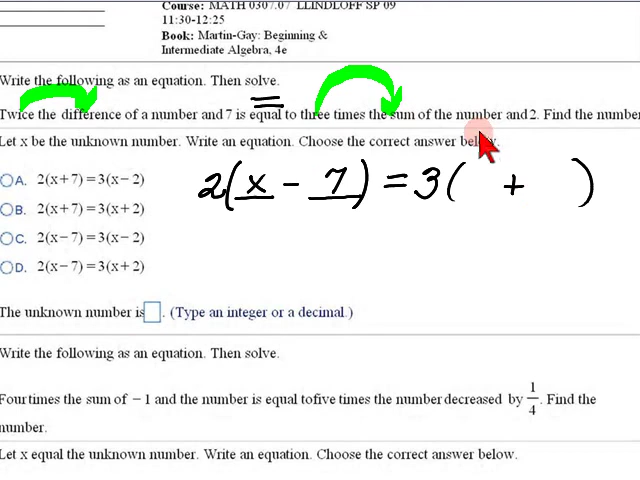 Course: MATH 0307.07 LLINDLOFF SP 09
11:30-12:25
Book: Martin-Gay: Beginning &
Intermediate Algebra, 4e
Write the following as an equation. Then solve.
=
Twice the difference of a number and 7 is equal to three times the sum of the number and 2. Find the number
Let x be the unknown number. Write an equation. Choose the correct answer below.
A. 2(x+7)=3(x−2)
B. 2(x+7)=3(x+2)
C. 2(x−7)=3(x−2)
D. 2(x−7)=3(x+2)
2(x − 7) = 3(   +   )
The unknown number is . (Type an integer or a decimal.)
Write the following as an equation. Then solve.
Four times the sum of −1 and the number is equal tofive times the number decreased by 1/4. Find the
number.
Let x equal the unknown number. Write an equation. Choose the correct answer below.